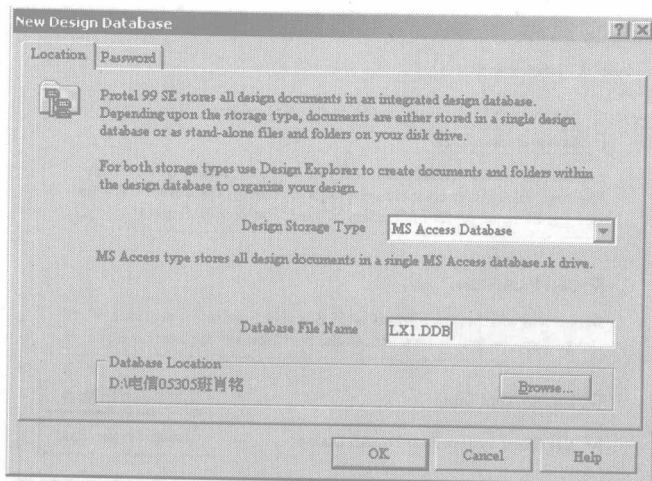 New Design Database
Location Password
Protel 99 SE stores all design documents in an integrated design database.
Depending upon the storage type, documents are either stored in a single design
database or as stand-alone files and folders on your disk drive.
For both storage types use Design Explorer to create documents and folders within
the design database to organize your design.
Design Storage Type MS Access Database
MS Access type stores all design documents in a single MS Access database.sk drive.
Database File Name LX1.DDB
Database Location
D:\电信05305班肖铭
Browse...
OK Cancel Help